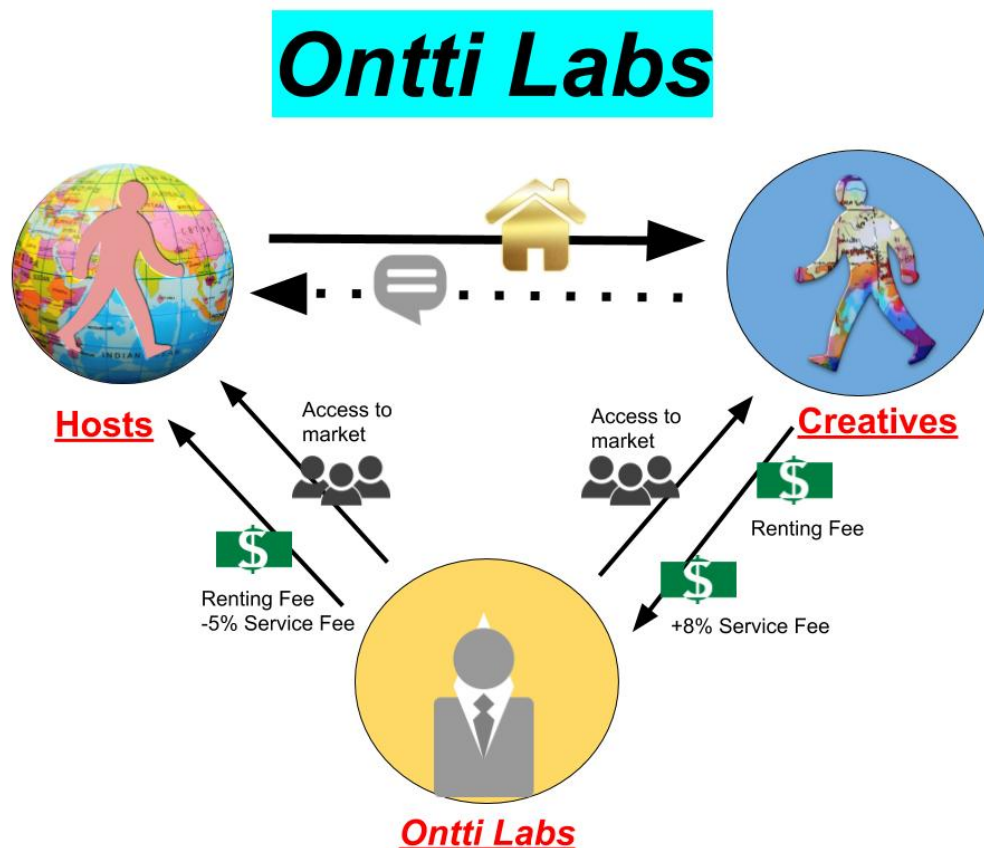 Ontti Labs
INDIAN
Hosts
Creatives
Access to
market
Access to
market
Renting Fee
Renting Fee
-5% Service Fee
+8% Service Fee
Ontti Labs